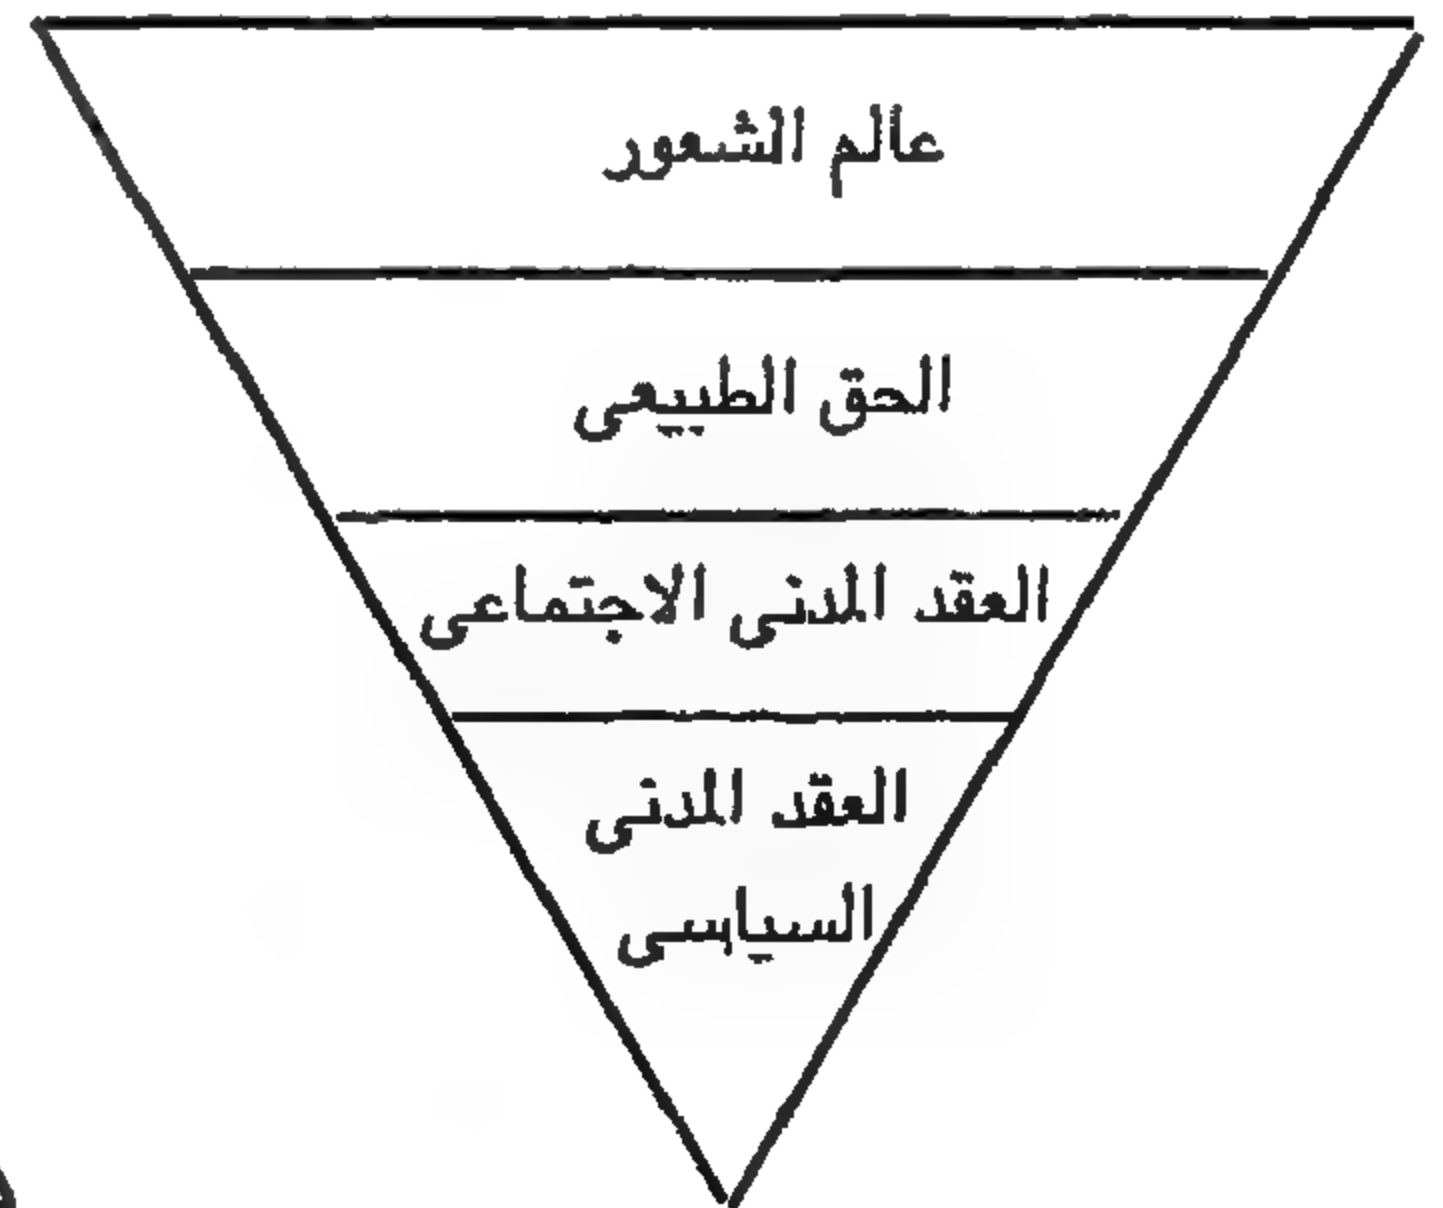 عالم الشعور
الحق الطبيعى
العقد المدنى الاجتماعى
العقد المدنى
السياسى